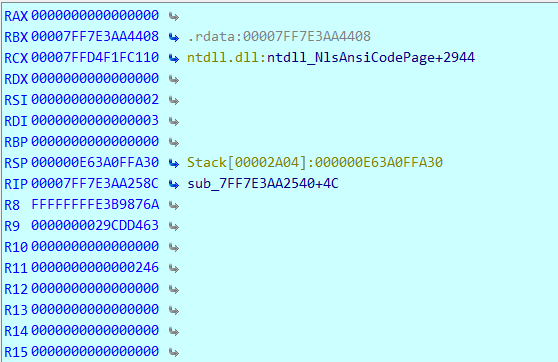 RAX 0000000000000000
RBX 00007FF7E3AA4408 .rdata:00007FF7E3AA4408
RCX 00007FFD4F1FC110 ntdll.dll:ntdll_NlsAnsiCodePage+2944
RDX 0000000000000000
RSI 0000000000000002
RDI 0000000000000003
RBP 0000000000000000
RSP 000000E63A0FFA30 Stack[00002A04]:000000E63A0FFA30
RIP 00007FF7E3AA258C sub_7FF7E3AA2540+4C
R8 FFFFFFFFE3B9876A
R9 0000000029CDD463
R10 0000000000000000
R11 0000000000000246
R12 0000000000000000
R13 0000000000000000
R14 0000000000000000
R15 0000000000000000